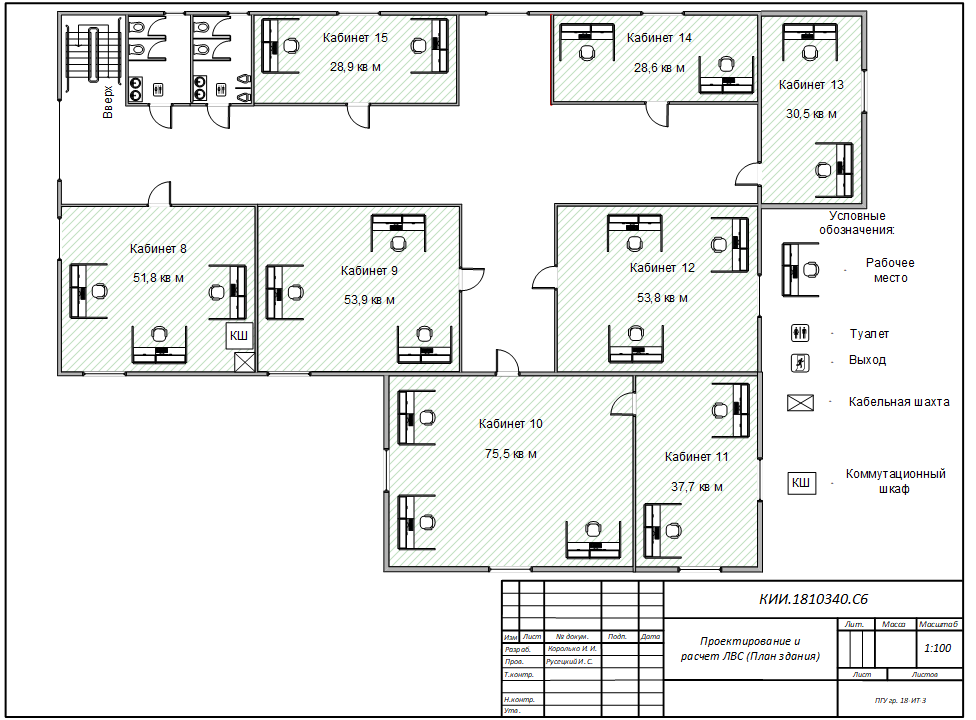 Вверх
Кабинет 15
28,9 кв м
Кабинет 14
28,6 кв м
Кабинет 13
30,5 кв м
Кабинет 8
51,8 кв м
КШ
Кабинет 9
53,9 кв м
Кабинет 12
53,8 кв м
Кабинет 10
75,5 кв м
Кабинет 11
37,7 кв м
Условные
обозначения:
- Рабочее
место
- Туалет
- Выход
- Кабельная шахта
КШ - Коммутационный
шкаф
КИИ.1810340.С6
Изм Лист № докум. Подп. Дата
Разраб. Королько И. И.
Пров. Русецкий И. С.
Т.контр.
Н.контр.
Утв.
Проектирование и
расчет ЛВС (План здания)
Лит. Масса Масштаб
1:100
Лист Листов
ПГУ гр. 18-ИТ-3